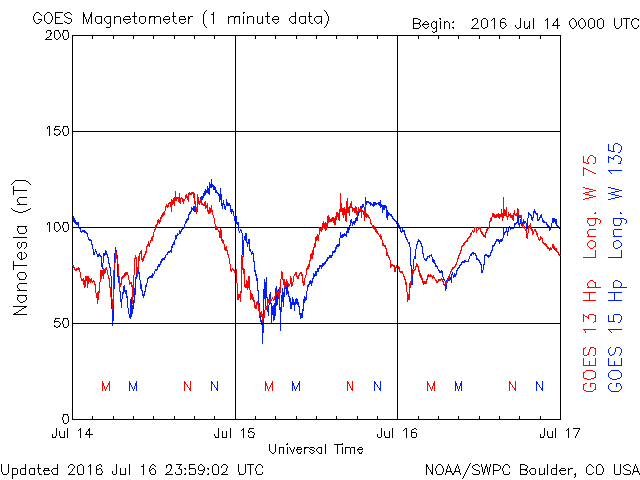 GOES Magnetometer (1 minute data)
Begin: 2016 Jul 14 0000 UTC
200
150
100
50
0
NanoTesla (nT)
M M N N M M N N M M N N
Jul 14 Jul 15 Jul 16 Jul 17
Universal Time
GOES 13 Hp Long. W 75
GOES 15 Hp Long. W 135
Updated 2016 Jul 16 23:59:02 UTC
NOAA/SWPC Boulder, CO USA